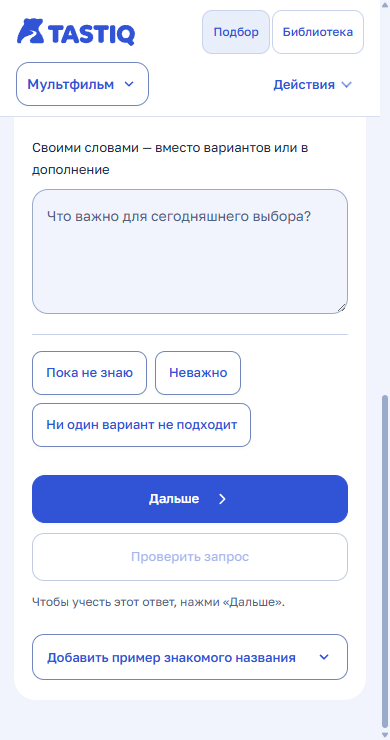 TASTIQ
Подбор
Библиотека
Мультфильм
Действия
Своими словами — вместо вариантов или в
дополнение
Что важно для сегодняшнего выбора?
Пока не знаю
Неважно
Ни один вариант не подходит
Дальше
Проверить запрос
Чтобы учесть этот ответ, нажми «Дальше».
Добавить пример знакомого названия